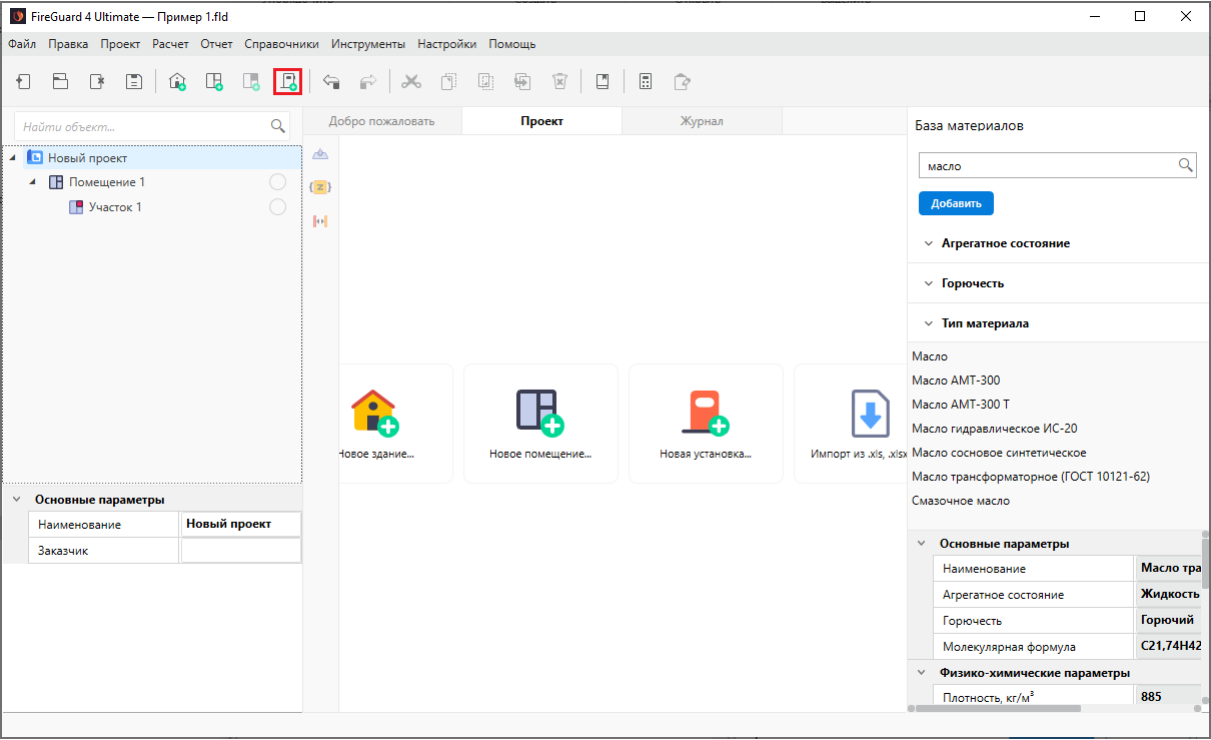 FireGuard 4 Ultimate — Пример 1.fld
Файл Правка Проект Расчет Отчет Справочники Инструменты Настройки Помощь
Найти объект...
Новый проект
Помещение 1
Участок 1
Основные параметры
Наименование Новый проект
Заказчик
Добро пожаловать Проект Журнал
Новое здание...
Новое помещение...
Новая установка...
Импорт из .xls, .xlsx
База материалов
масло
Добавить
Агрегатное состояние
Горючесть
Тип материала
Масло
Масло АМТ-300
Масло АМТ-300 Т
Масло гидравлическое ИС-20
Масло сосновое синтетическое
Масло трансформаторное (ГОСТ 10121-62)
Смазочное масло
Основные параметры
Наименование Масло тра
Агрегатное состояние Жидкость
Горючесть Горючий
Молекулярная формула C21,74H42
Физико-химические параметры
Плотность, кг/м³ 885